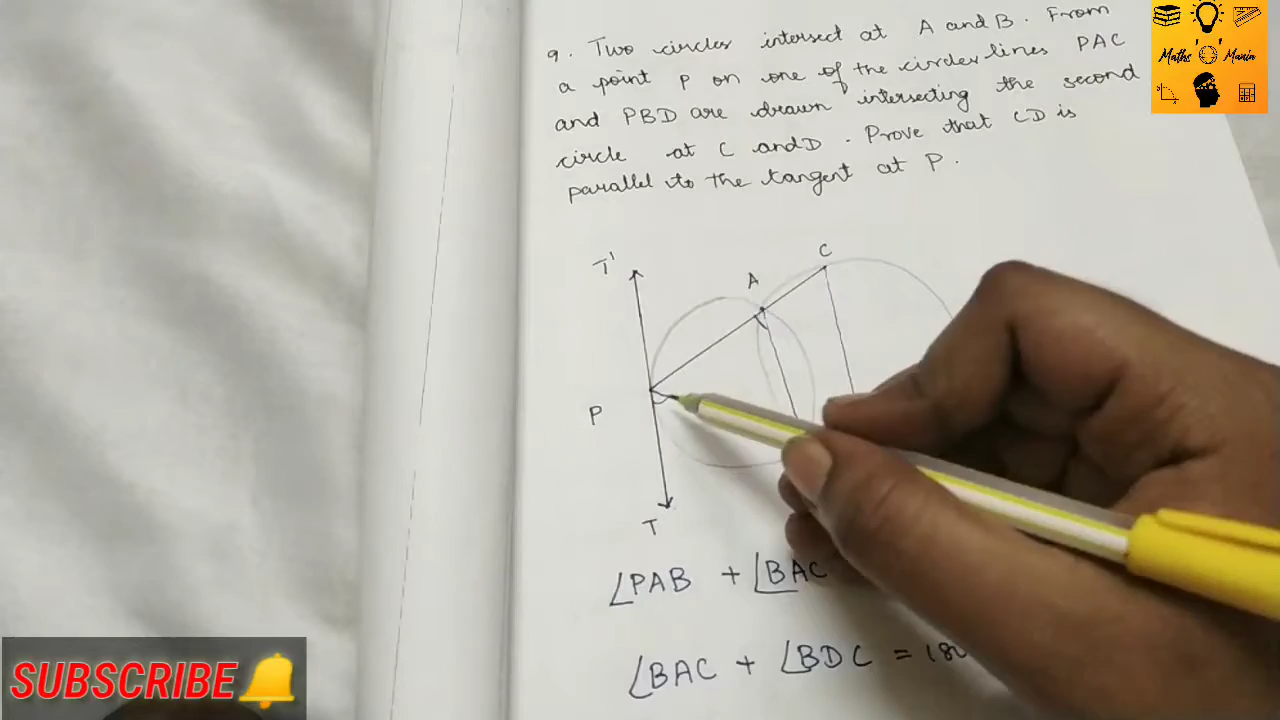 9. Two circles intersect at A and B. From
a point P on one of the circles lines PAC
and PBD are drawn intersecting the second
circle at C and D. Prove that CD is
parallel to the tangent at P.
Maths Mania
T'
C
A
P
T
∠PAB + ∠BAC
∠BAC + ∠BDC = 180
SUBSCRIBE